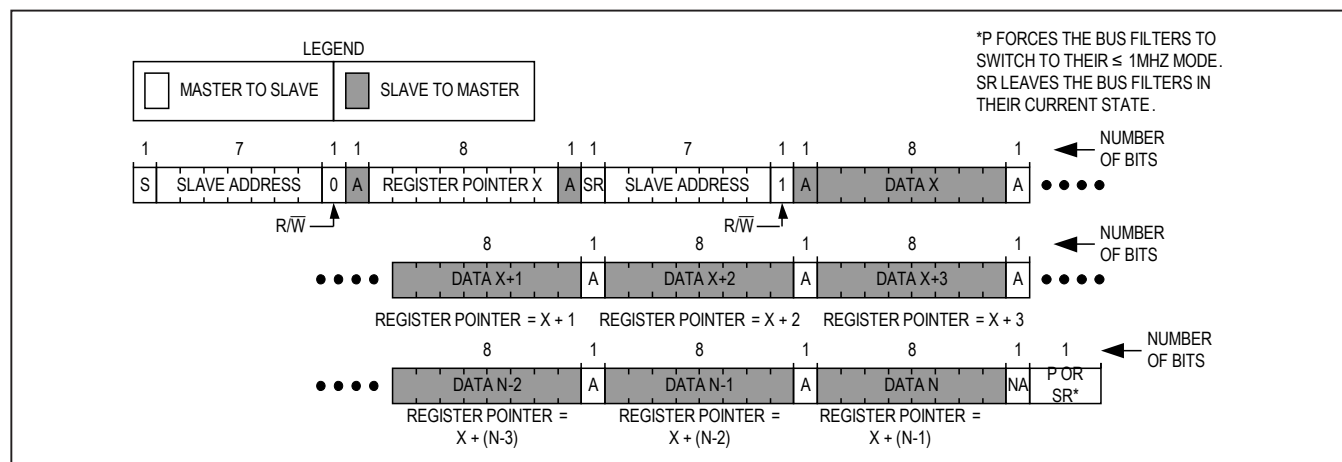 LEGEND
MASTER TO SLAVE SLAVE TO MASTER
*P FORCES THE BUS FILTERS TO
SWITCH TO THEIR ≤ 1MHZ MODE.
SR LEAVES THE BUS FILTERS IN
THEIR CURRENT STATE.
1 7 1 1 8 1 1 7 1 1 8 1 NUMBER
OF BITS
S SLAVE ADDRESS 0 A REGISTER POINTER X A SR SLAVE ADDRESS 1 A DATA X A
R/W̅ R/W̅
8 1 8 1 8 1 NUMBER
OF BITS
DATA X+1 A DATA X+2 A DATA X+3 A
REGISTER POINTER = X + 1 REGISTER POINTER = X + 2 REGISTER POINTER = X + 3
8 1 8 1 8 1 1 NUMBER
OF BITS
DATA N-2 A DATA N-1 A DATA N NA P OR
SR*
REGISTER POINTER = REGISTER POINTER = REGISTER POINTER =
X + (N-3) X + (N-2) X + (N-1)